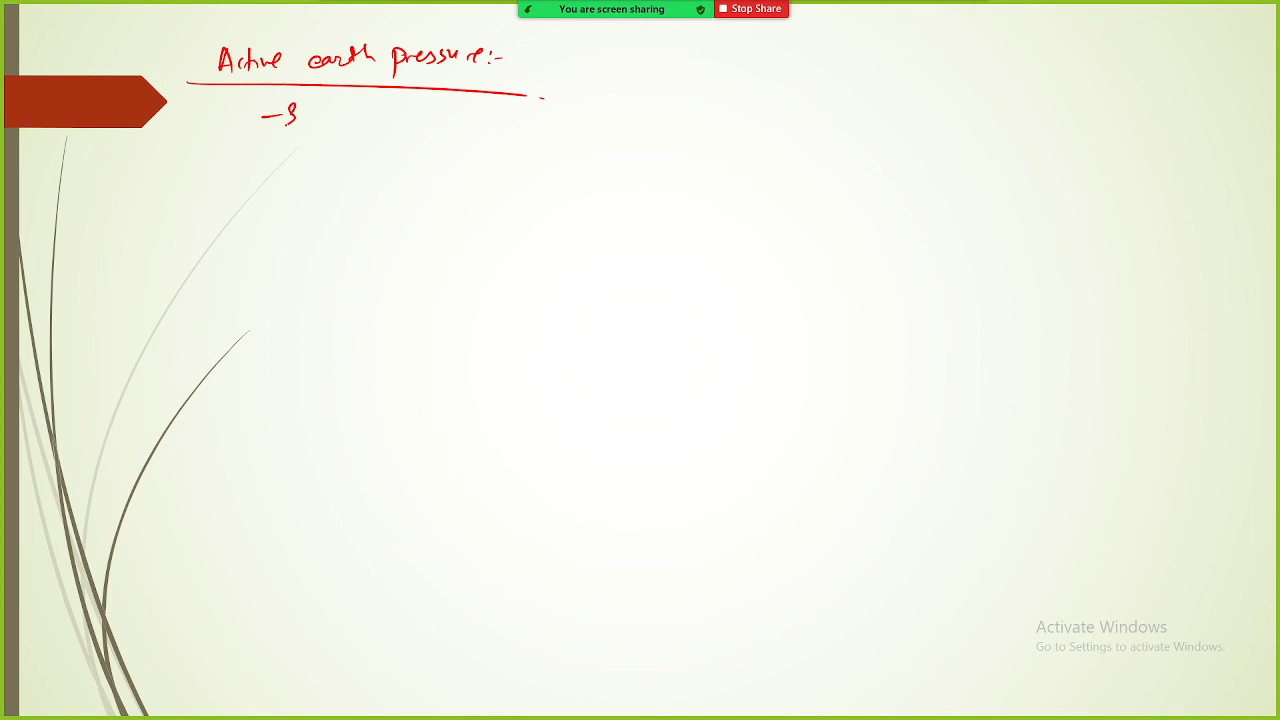 You are screen sharing Stop Share
Active earth pressure:-
Activate Windows
Go to Settings to activate Windows.